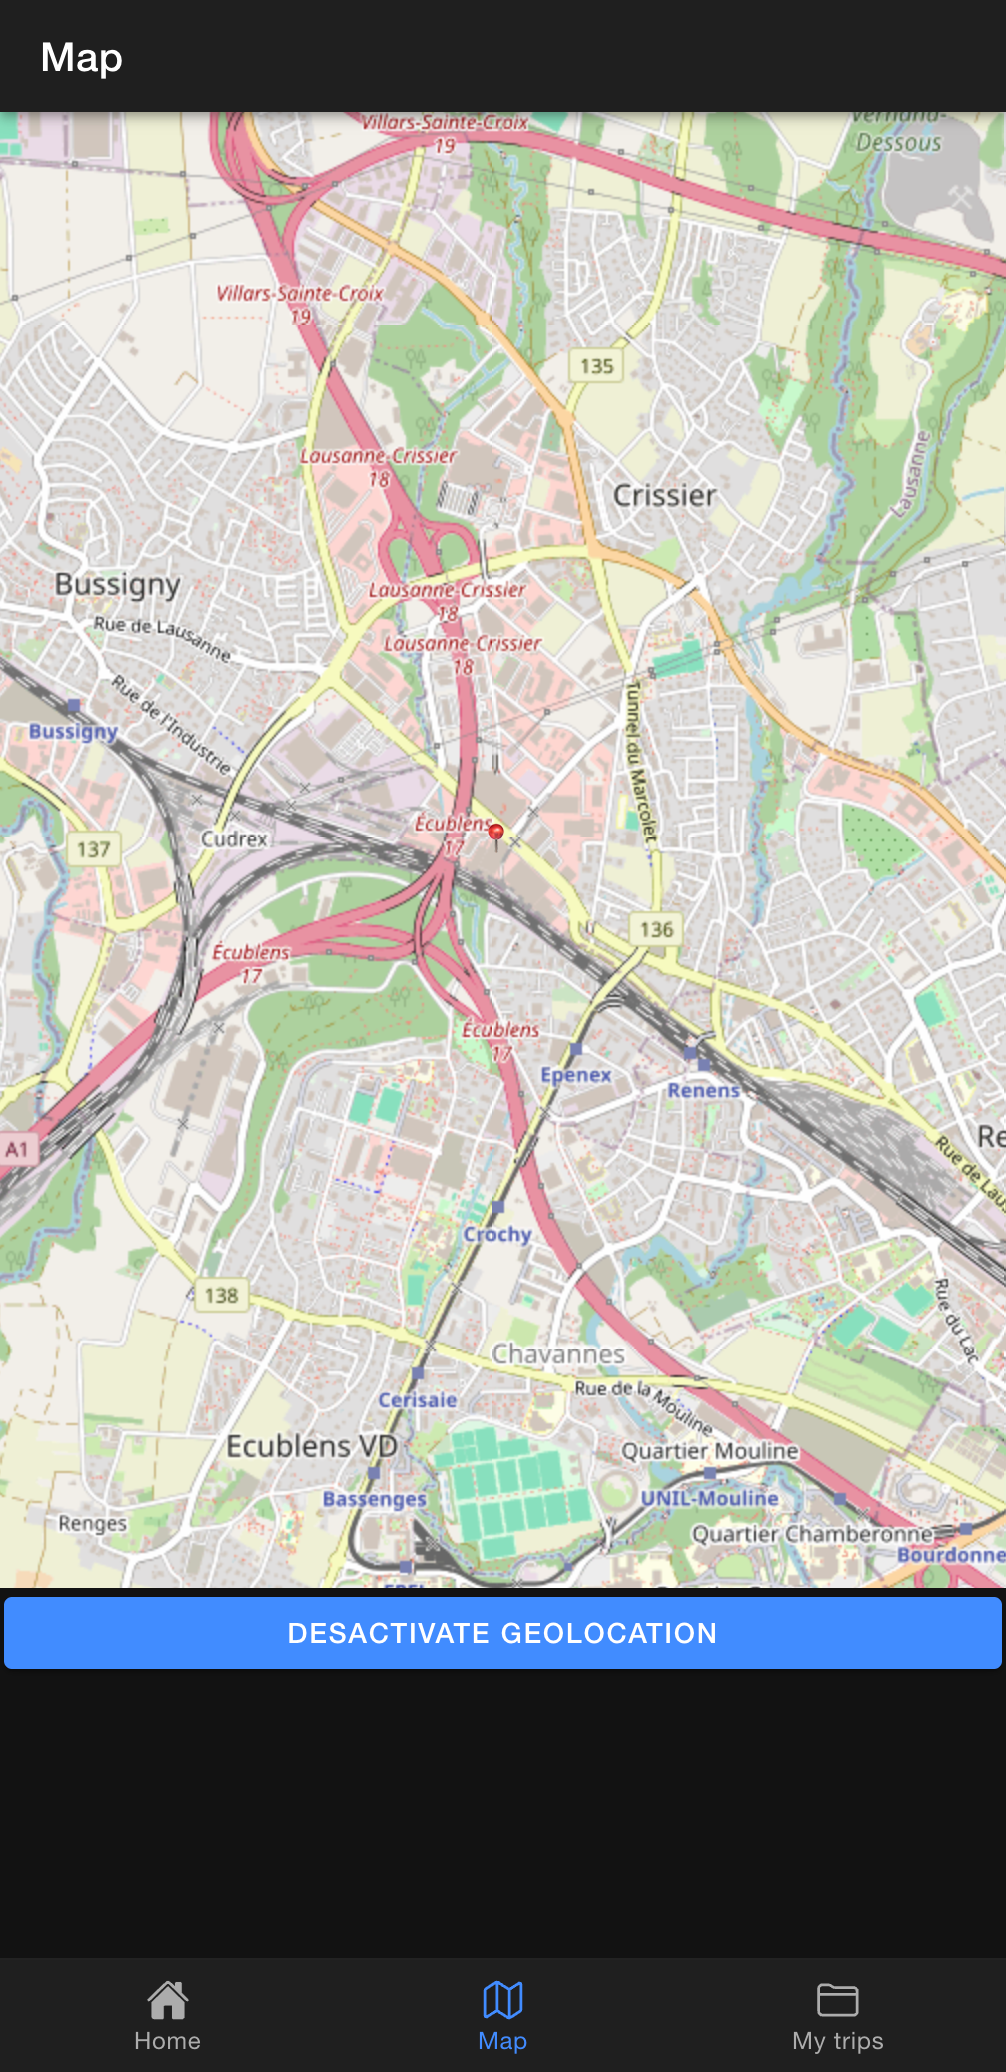 Map
Villars-Sainte-Croix
19
Vernand-
Dessous
Villars-Sainte-Croix
19
135
Lausanne-Crissier
18
Lausanne
Crissier
Bussigny
Lausanne-Crissier
18
Rue de Lausanne
Lausanne-Crissier
18
Rue de l'Industrie
Tunnel du Marcolet
Bussigny
Écublens
17
137
Cudrex
136
Écublens
17
Écublens
17
Epenex
Renens
A1
Re
Rue de Laus
Crochy
138
Rue du Lac
Chavannes
Rue de la Mouline
Cerisaie
Ecublens VD
Quartier Mouline
Bassenges
UNIL-Mouline
Renges
Quartier Chamberonne
Bourdonne
DESACTIVATE GEOLOCATION
Home
Map
My trips